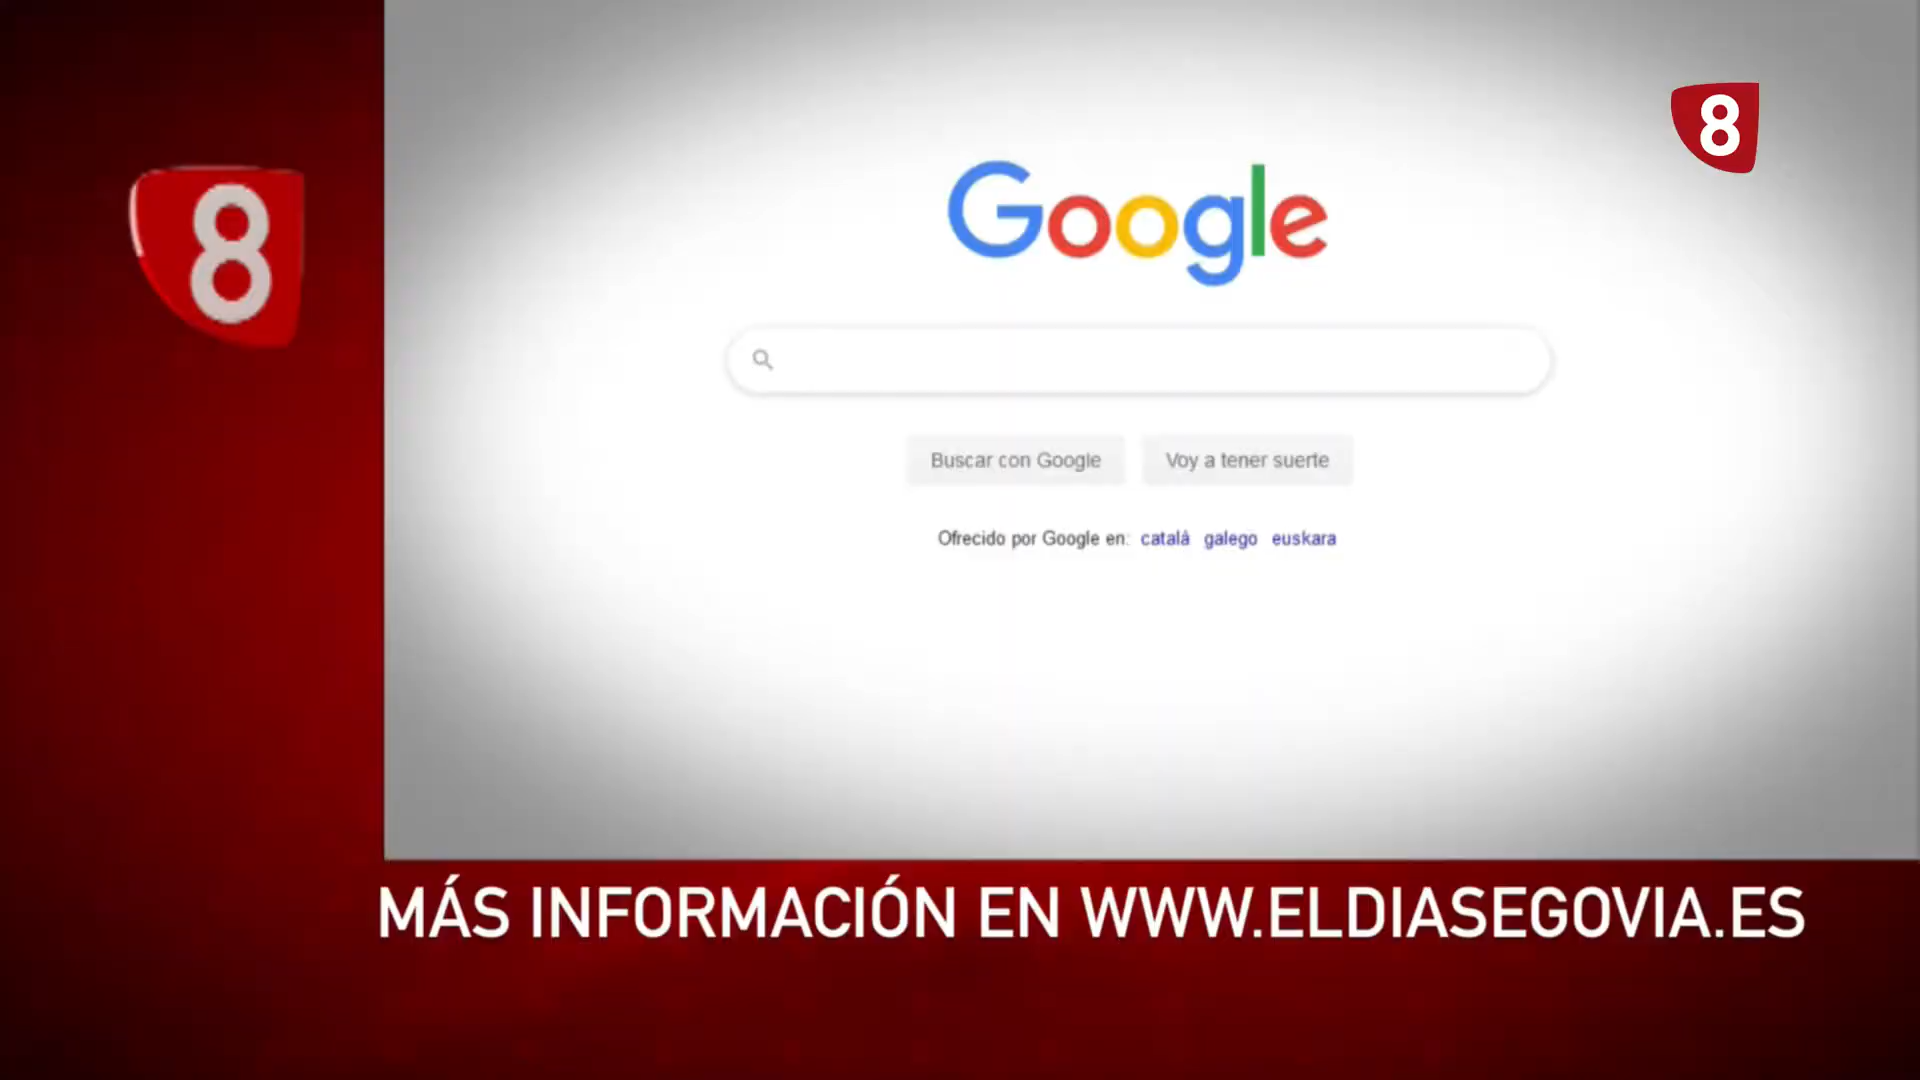 8
8
Google
Buscar con Google
Voy a tener suerte
Ofrecido por Google en: català galego euskara
MÁS INFORMACIÓN EN WWW.ELDIASEGOVIA.ES